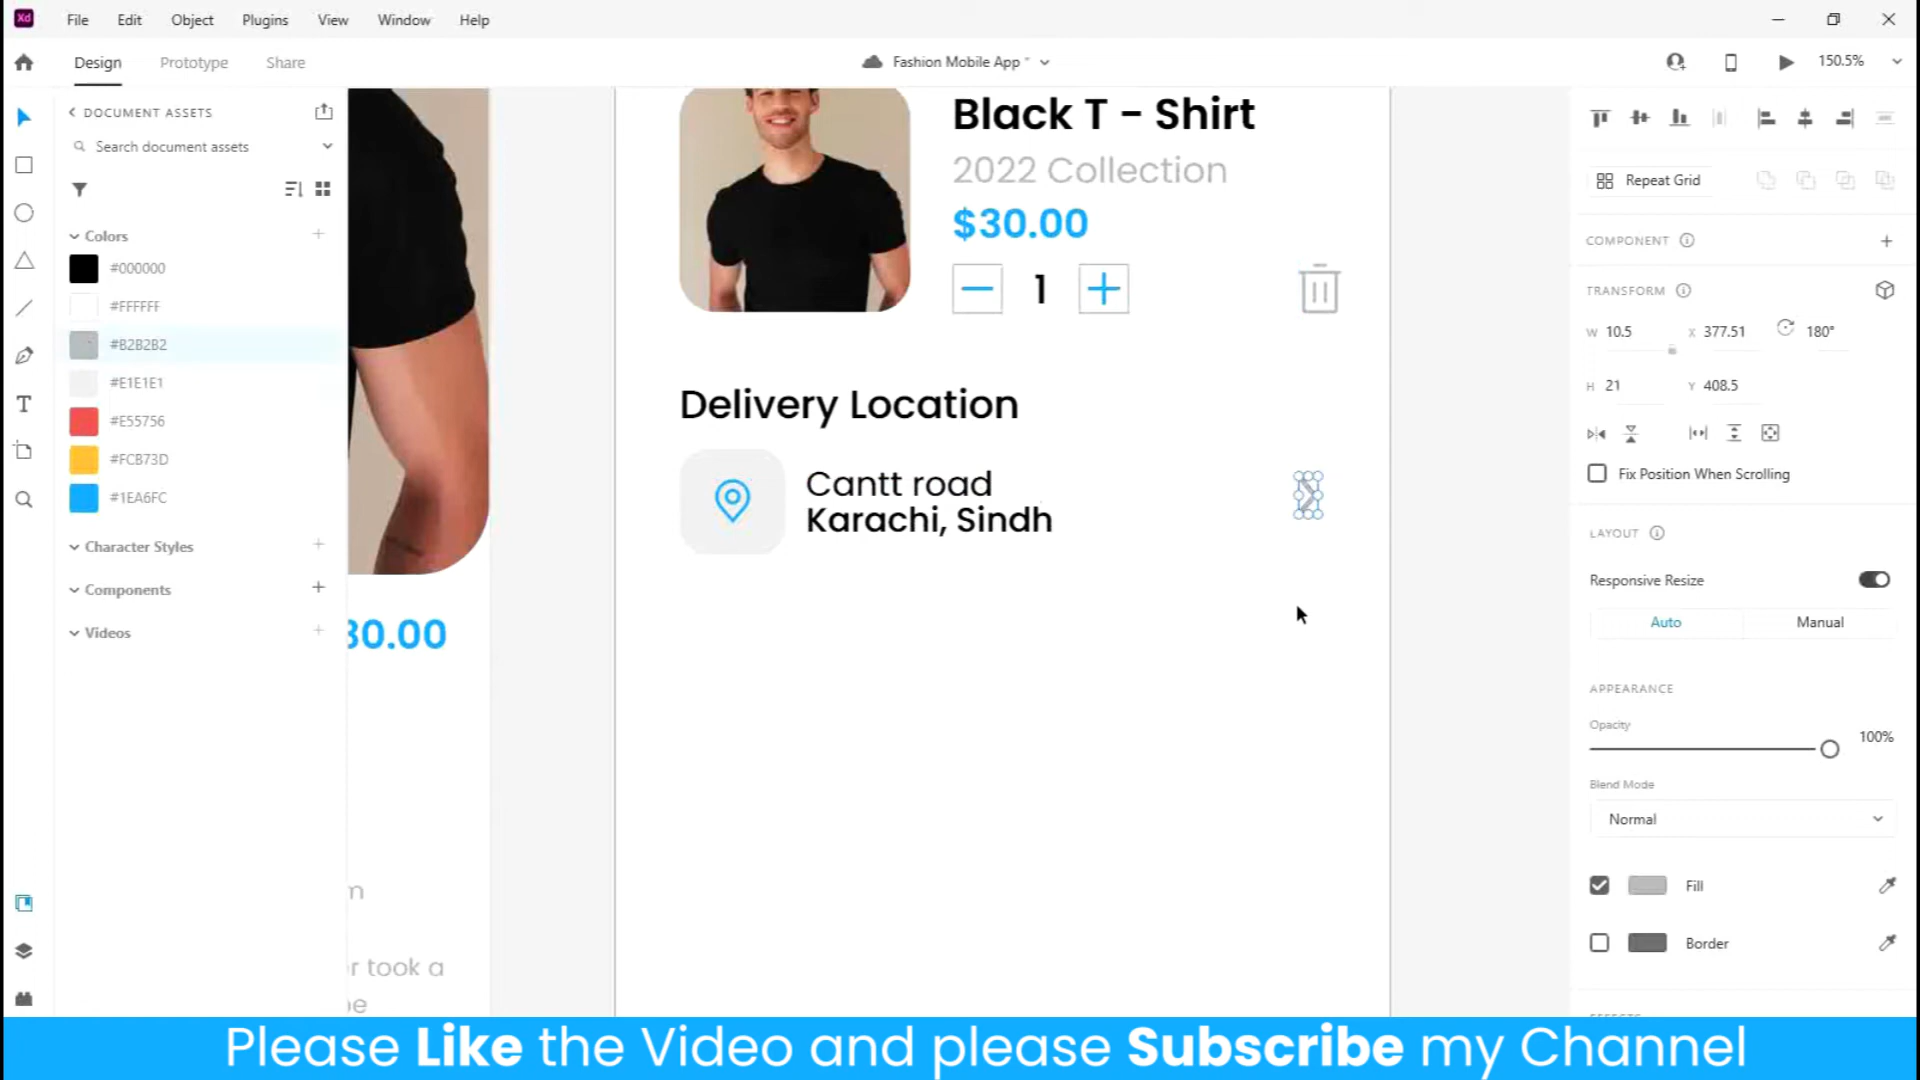 Xd
File Edit Object Plugins View Window Help
Design Prototype Share
Fashion Mobile App
150.5%
DOCUMENT ASSETS
Search document assets
Colors
#000000
#FFFFFF
#B2B2B2
#E1E1E1
#E55756
#FCB73D
#1EA6FC
Character Styles
Components
Videos
30.00
r took a
Black T - Shirt
2022 Collection
$30.00
1
Delivery Location
Cantt road
Karachi, Sindh
Repeat Grid
COMPONENT
TRANSFORM
W 10.5 X 377.51 180°
H 21 Y 408.5
Fix Position When Scrolling
LAYOUT
Responsive Resize
Auto Manual
APPEARANCE
Opacity
100%
Blend Mode
Normal
Fill
Border
Please Like the Video and please Subscribe my Channel